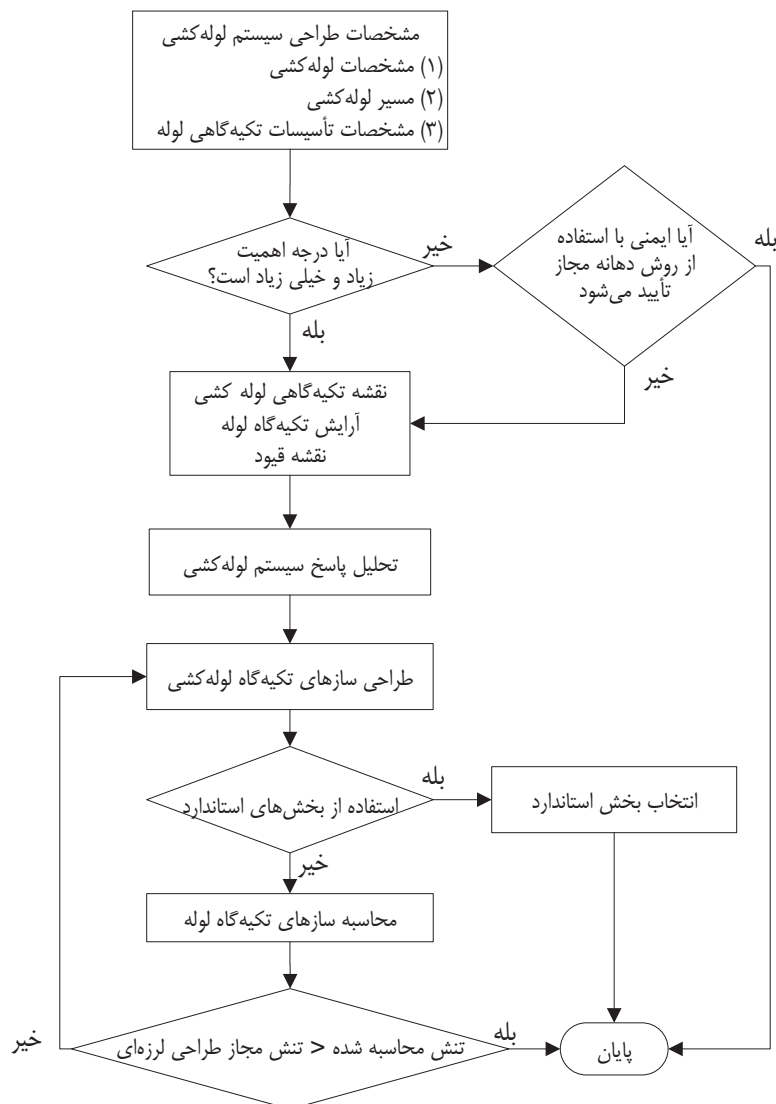 مشخصات طراحی سیستم لوله‌کشی
(۱) مشخصات لوله‌کشی
(۲) مسیر لوله‌کشی
(۳) مشخصات تأسیسات تکیه‌گاهی لوله
آیا درجه اهمیت
زیاد و خیلی زیاد است؟
خیر
آیا ایمنی با استفاده
از روش دهانه مجاز
تأیید می‌شود
بله
بله
خیر
نقشه تکیه‌گاهی لوله کشی
آرایش تکیه‌گاه لوله
نقشه قیود
تحلیل پاسخ سیستم لوله‌کشی
طراحی سازهای تکیه‌گاه لوله‌کشی
استفاده از بخش‌های استاندارد
بله
انتخاب بخش استاندارد
خیر
محاسبه سازهای تکیه‌گاه لوله
تنش محاسبه شده < تنش مجاز طراحی لرزه‌ای
خیر
بله
پایان